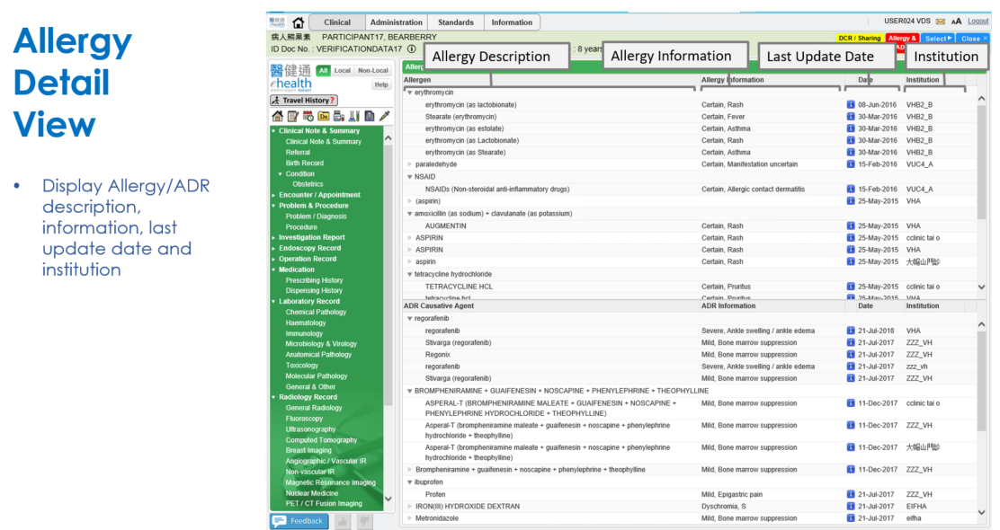 Allergy
Detail
View
• Display Allergy/ADR
description,
information, last
update date and
institution
Clinical Administration Standards Information USER024 VDS AA Logout
病人熊果素 PARTICIPANT17, BEARBERRY
DCR / Sharing Allergy & Select Close
ID Doc No. : VERIFICATIONDATA17 : 8 years
Allergy Description Allergy Information Last Update Date Institution
醫健通 All Local Non-Local
ehealth Help
Travel History?
Clinical Note & Summary
Clinical Note & Summary
Referral
Birth Record
Condition
Obstetrics
Encounter / Appointment
Problem & Procedure
Problem / Diagnosis
Procedure
Investigation Report
Endoscopy Record
Operation Record
Medication
Prescribing History
Dispensing History
Laboratory Record
Chemical Pathology
Haematology
Immunology
Microbiology & Virology
Anatomical Pathology
Toxicology
Molecular Pathology
General & Other
Radiology Record
General Radiology
Fluoroscopy
Ultrasonography
Computed Tomography
Breast Imaging
Angiographic / Vascular IR
Non-vascular IR
Magnetic Resonance Imaging
Nuclear Medicine
PET / CT Fusion Imaging
Feedback
Allergen Allergy Information Date Institution
erythromycin
erythromycin (as lactobionate) Certain, Rash 08-Jun-2016 VHB2_B
Stearate (erythromycin) Certain, Fever 30-Mar-2016 VHB2_B
erythromycin (as estolate) Certain, Asthma 30-Mar-2016 VHB2_B
erythromycin (as Lactobionate) Certain, Rash 30-Mar-2016 VHB2_B
erythromycin (as Stearate) Certain, Asthma 30-Mar-2016 VHB2_B
paraledehyde Certain, Manifestation uncertain 15-Feb-2016 VUC4_A
NSAID
NSAIDs (Non-steroidal anti-inflammatory drugs) Certain, Allergic contact dermatitis 15-Feb-2016 VUC4_A
(aspirin) 25-May-2015 VHA
amoxicillin (as sodium) + clavulanate (as potassium)
AUGMENTIN Certain, Rash 25-May-2015 VHA
ASPIRIN Certain, Rash 25-May-2015 cclinic tai o
ASPIRIN Certain, Rash 25-May-2015 VHA
aspirin Certain, Rash 25-May-2015 大帽山門診
tetracycline hydrochloride
TETRACYCLINE HCL Certain, Pruritus 25-May-2015 cclinic tai o
tetracycline hcl Certain, Pruritus 25-May-2015 VHA
ADR Causative Agent ADR Information Date Institution
regorafenib
regorafenib Severe, Ankle swelling / ankle edema 21-Jul-2018 VHA
Stivarga (regorafenib) Mild, Bone marrow suppression 21-Jul-2017 ZZZ_VH
Regonix Mild, Bone marrow suppression 21-Jul-2017 ZZZ_VH
regorafenib Severe, Ankle swelling / ankle edema 21-Jul-2017 zzz_vh
Stivarga (regorafenib) Mild, Bone marrow suppression 21-Jul-2017 ZZZ_VH
BROMPHENIRAMINE + GUAIFENESIN + NOSCAPINE + PHENYLEPHRINE + THEOPHYLLINE
ASPERAL-T (BROMPHENIRAMINE MALEATE + GUAIFENESIN + NOSCAPINE + Mild, Bone marrow suppression 11-Dec-2017 cclinic tai o
PHENYLEPHRINE HYDROCHLORIDE + THEOPHYLLINE)
Asperal-T (brompheniramine maleate + guaifenesin + noscapine + phenylephrine Mild, Bone marrow suppression 11-Dec-2017 ZZZ_VH
hydrochloride + theophylline)
Asperal-T (brompheniramine maleate + guaifenesin + noscapine + phenylephrine Mild, Bone marrow suppression 11-Dec-2017 大帽山門診
hydrochloride + theophylline)
Brompheniramine + guaifenesin + noscapine + phenylephrine + theophylline Mild, Bone marrow suppression 11-Dec-2017 ZZZ_VH
ibuprofen
Profen Mild, Epigastric pain 21-Jul-2017 ZZZ_VH
IRON(III) HYDROXIDE DEXTRAN Dyschromia, S 21-Jul-2017 EIFHA
Metronidazole Mild, Bone marrow suppression 21-Jul-2017 eifha